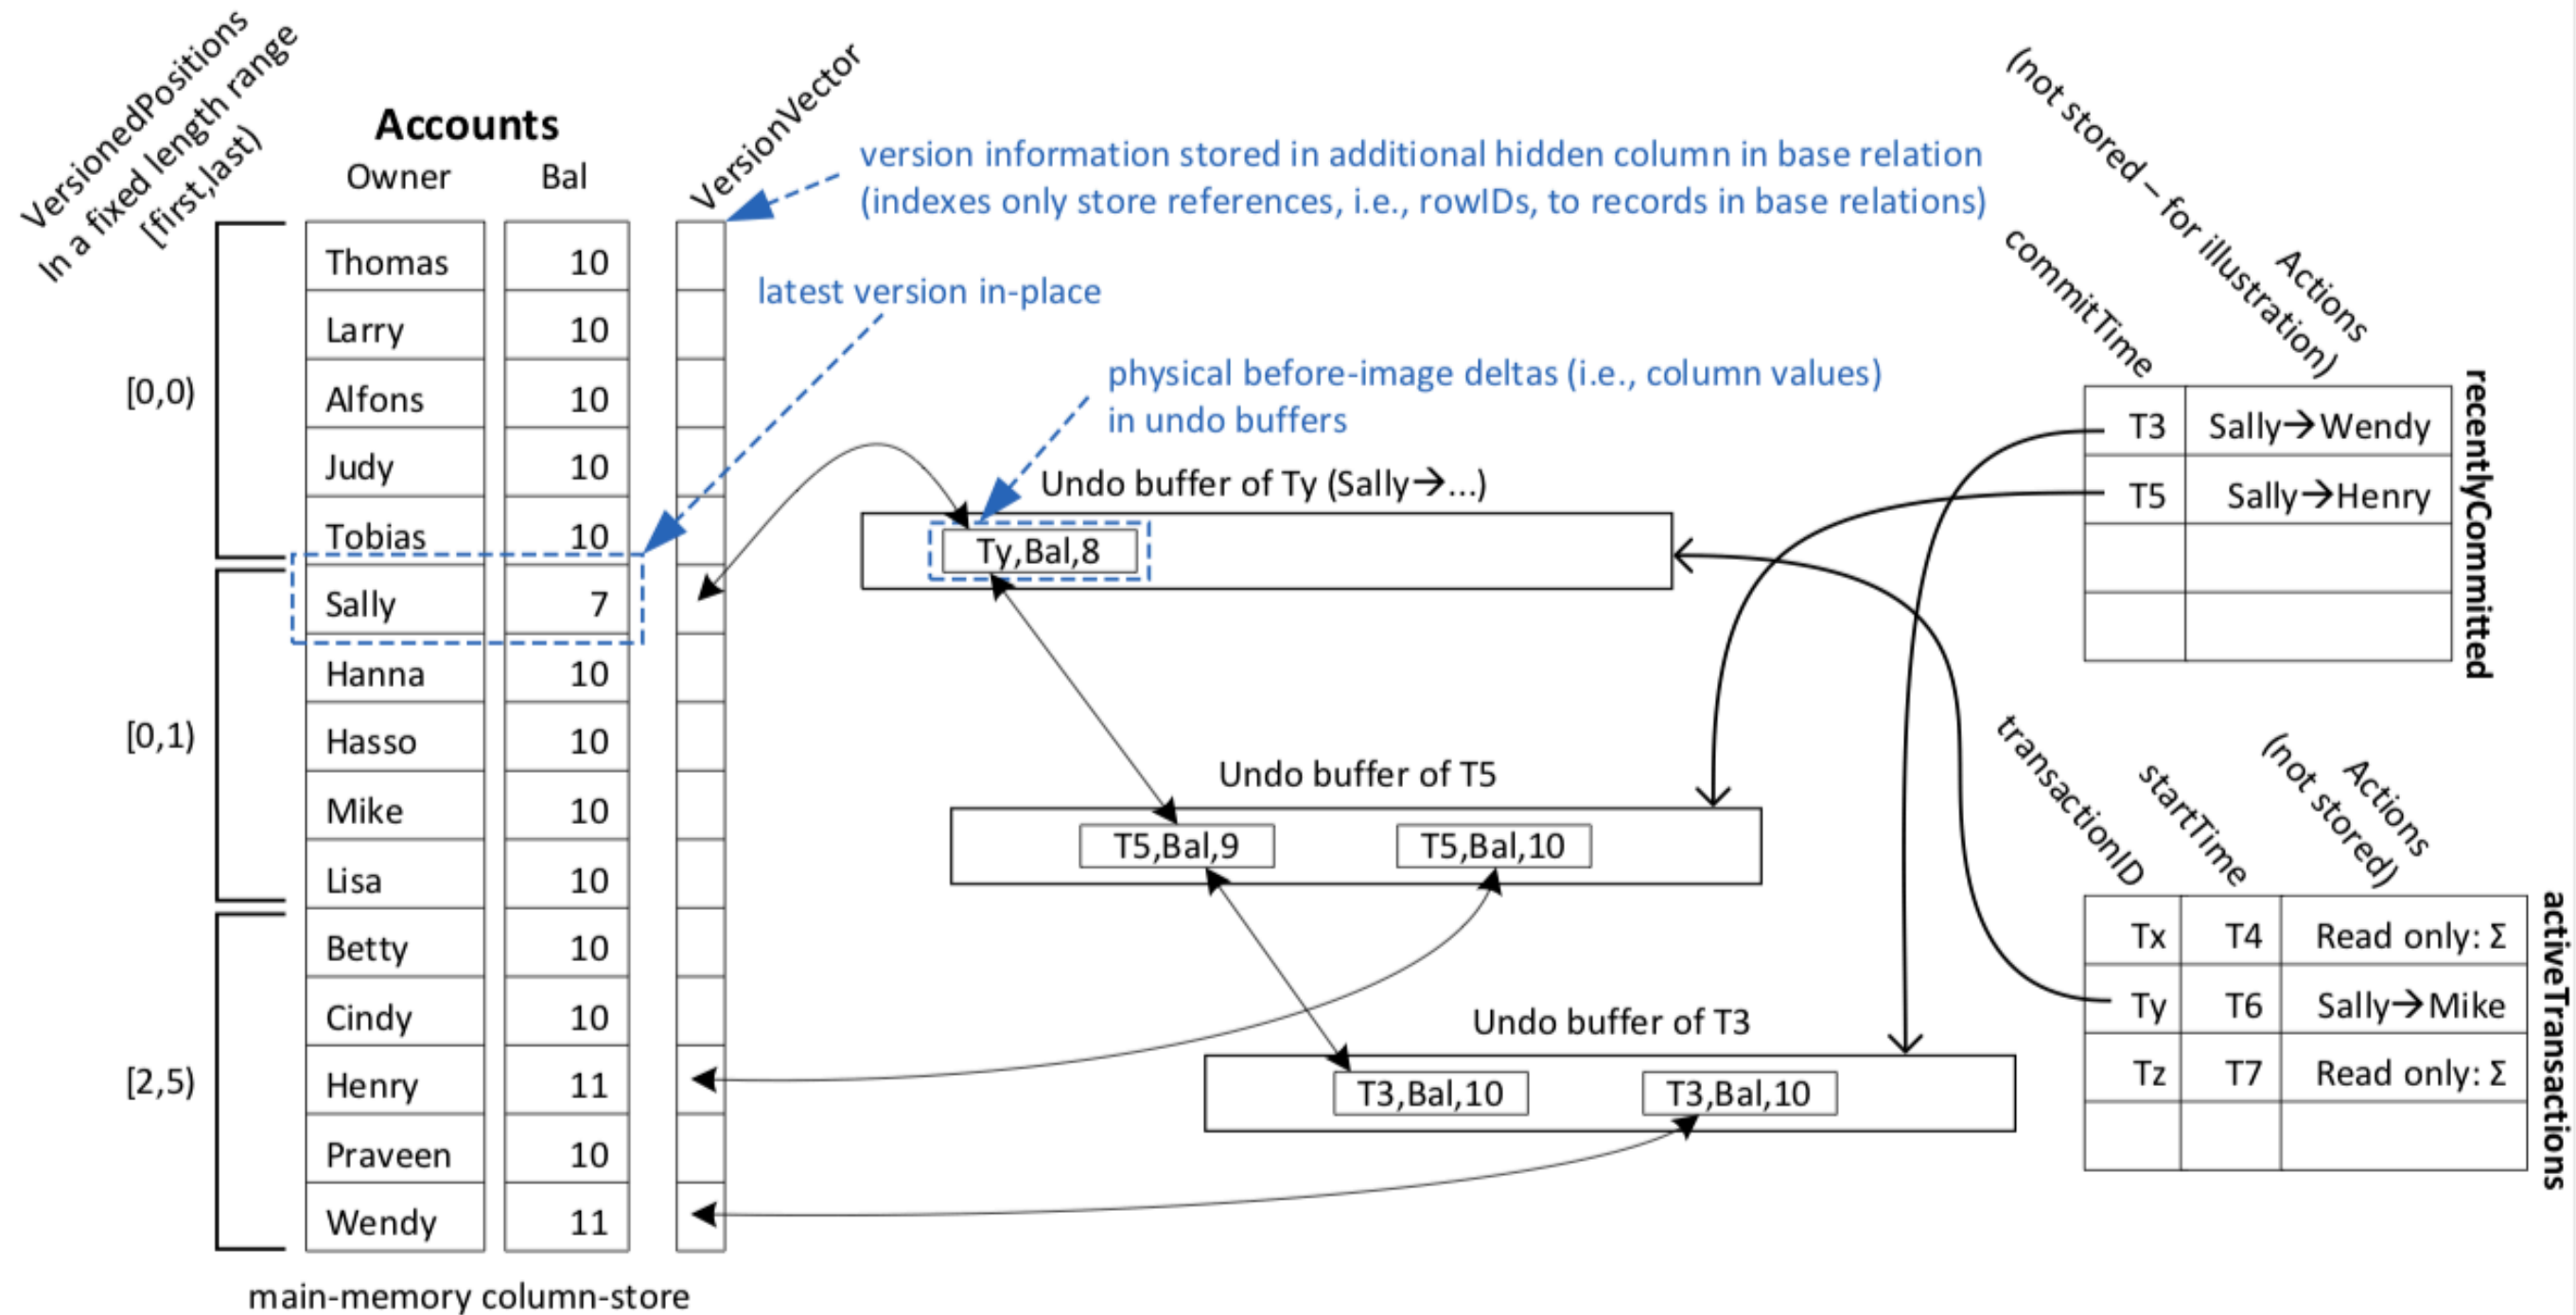 VersionedPositions
In a fixed length range
[first,last)
Accounts
Owner Bal
VersionVector
version information stored in additional hidden column in base relation
(indexes only store references, i.e., rowIDs, to records in base relations)
latest version in-place
physical before-image deltas (i.e., column values)
in undo buffers
[0,0)
[0,1)
[2,5)
Thomas 10
Larry 10
Alfons 10
Judy 10
Tobias 10
Sally 7
Hanna 10
Hasso 10
Mike 10
Lisa 10
Betty 10
Cindy 10
Henry 11
Praveen 10
Wendy 11
main-memory column-store
Undo buffer of Ty (Sally→...)
Ty,Bal,8
Undo buffer of T5
T5,Bal,9 T5,Bal,10
Undo buffer of T3
T3,Bal,10 T3,Bal,10
commitTime
Actions
(not stored – for illustration)
T3 Sally→Wendy
T5 Sally→Henry
recentlyCommitted
transactionID
startTime
Actions
(not stored)
Tx T4 Read only: Σ
Ty T6 Sally→Mike
Tz T7 Read only: Σ
activeTransactions